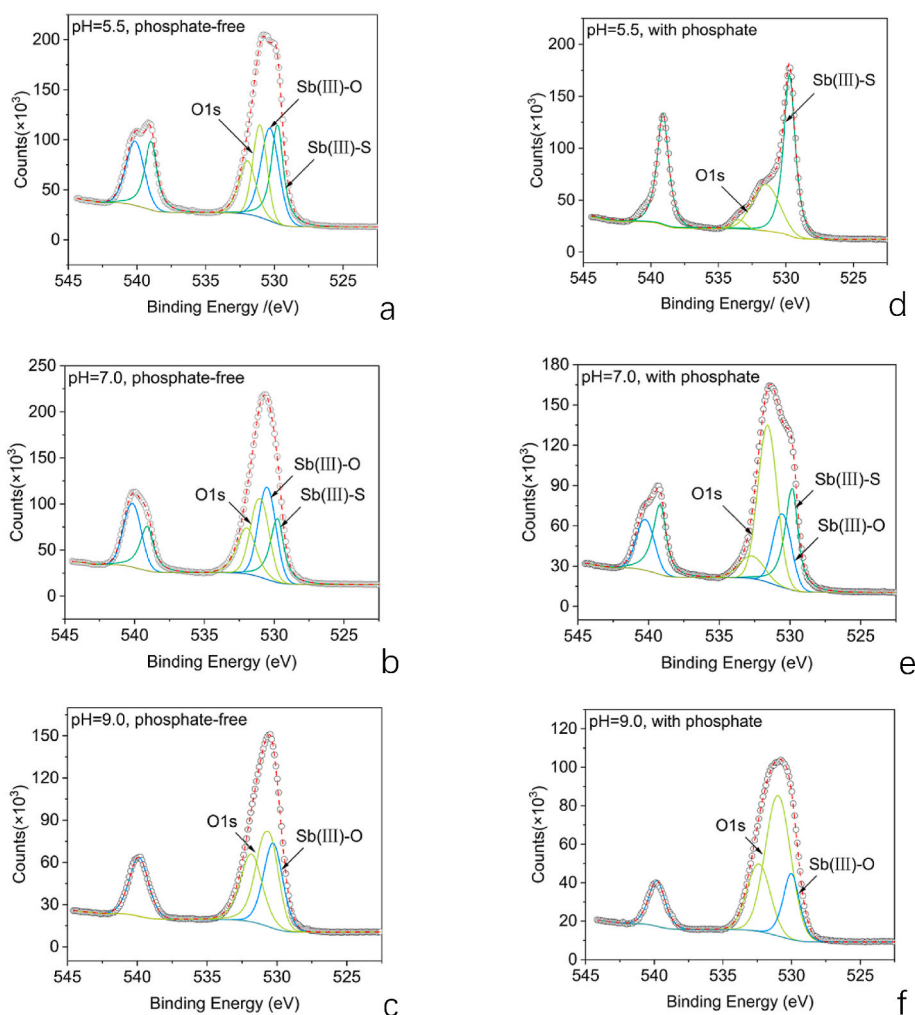 pH=5.5, phosphate-free
200
150
100
50
0
Counts(×10³)
O1s
Sb(III)-O
Sb(III)-S
545 540 535 530 525
Binding Energy /(eV)
a
pH=5.5, with phosphate
200
150
100
50
0
Counts(×10³)
O1s
Sb(III)-S
545 540 535 530 525
Binding Energy/ (eV)
d
pH=7.0, phosphate-free
250
200
150
100
50
0
Counts(×10³)
O1s
Sb(III)-O
Sb(III)-S
545 540 535 530 525
Binding Energy (eV)
b
pH=7.0, with phosphate
180
150
120
90
60
30
0
Counts(×10³)
O1s
Sb(III)-S
Sb(III)-O
545 540 535 530 525
Binding Energy (eV)
e
pH=9.0, phosphate-free
150
120
90
60
30
0
Counts(×10³)
O1s
Sb(III)-O
545 540 535 530 525
Binding Energy (eV)
c
pH=9.0, with phosphate
120
100
80
60
40
20
0
Counts(×10³)
O1s
Sb(III)-O
545 540 535 530 525
Binding Energy (eV)
f